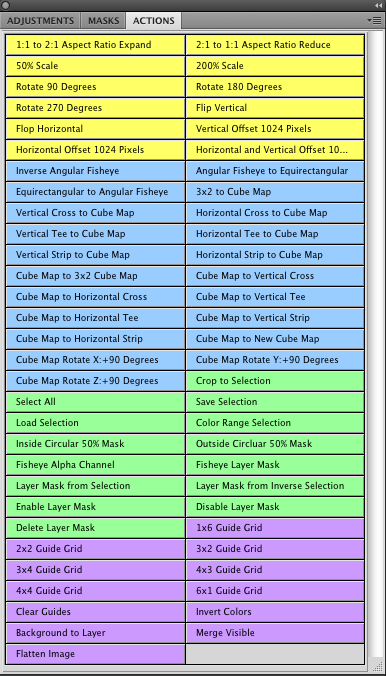 ADJUSTMENTS MASKS ACTIONS
1:1 to 2:1 Aspect Ratio Expand 2:1 to 1:1 Aspect Ratio Reduce
50% Scale 200% Scale
Rotate 90 Degrees Rotate 180 Degrees
Rotate 270 Degrees Flip Vertical
Flop Horizontal Vertical Offset 1024 Pixels
Horizontal Offset 1024 Pixels Horizontal and Vertical Offset 10...
Inverse Angular Fisheye Angular Fisheye to Equirectangular
Equirectangular to Angular Fisheye 3x2 to Cube Map
Vertical Cross to Cube Map Horizontal Cross to Cube Map
Vertical Tee to Cube Map Horizontal Tee to Cube Map
Vertical Strip to Cube Map Horizontal Strip to Cube Map
Cube Map to 3x2 Cube Map Cube Map to Vertical Cross
Cube Map to Horizontal Cross Cube Map to Vertical Tee
Cube Map to Horizontal Tee Cube Map to Vertical Strip
Cube Map to Horizontal Strip Cube Map to New Cube Map
Cube Map Rotate X:+90 Degrees Cube Map Rotate Y:+90 Degrees
Cube Map Rotate Z:+90 Degrees Crop to Selection
Select All Save Selection
Load Selection Color Range Selection
Inside Circular 50% Mask Outside Circluar 50% Mask
Fisheye Alpha Channel Fisheye Layer Mask
Layer Mask from Selection Layer Mask from Inverse Selection
Enable Layer Mask Disable Layer Mask
Delete Layer Mask 1x6 Guide Grid
2x2 Guide Grid 3x2 Guide Grid
3x4 Guide Grid 4x3 Guide Grid
4x4 Guide Grid 6x1 Guide Grid
Clear Guides Invert Colors
Background to Layer Merge Visible
Flatten Image